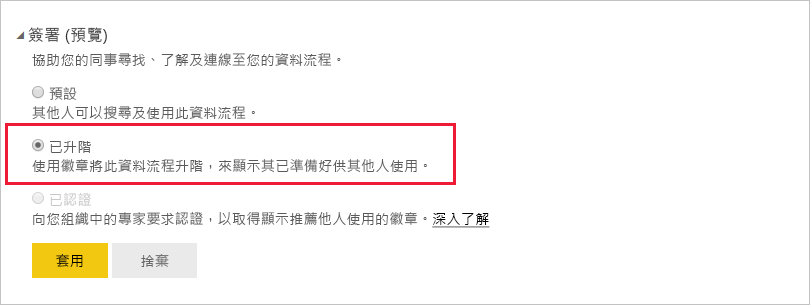 簽署 (預覽)
協助您的同事尋找、了解及連線至您的資料流程。
預設
其他人可以搜尋及使用此資料流程。
已升階
使用徽章將此資料流程升階，來顯示其已準備好供其他人使用。
已認證
向您組織中的專家要求認證，以取得顯示推薦他人使用的徽章。深入了解
套用 捨棄